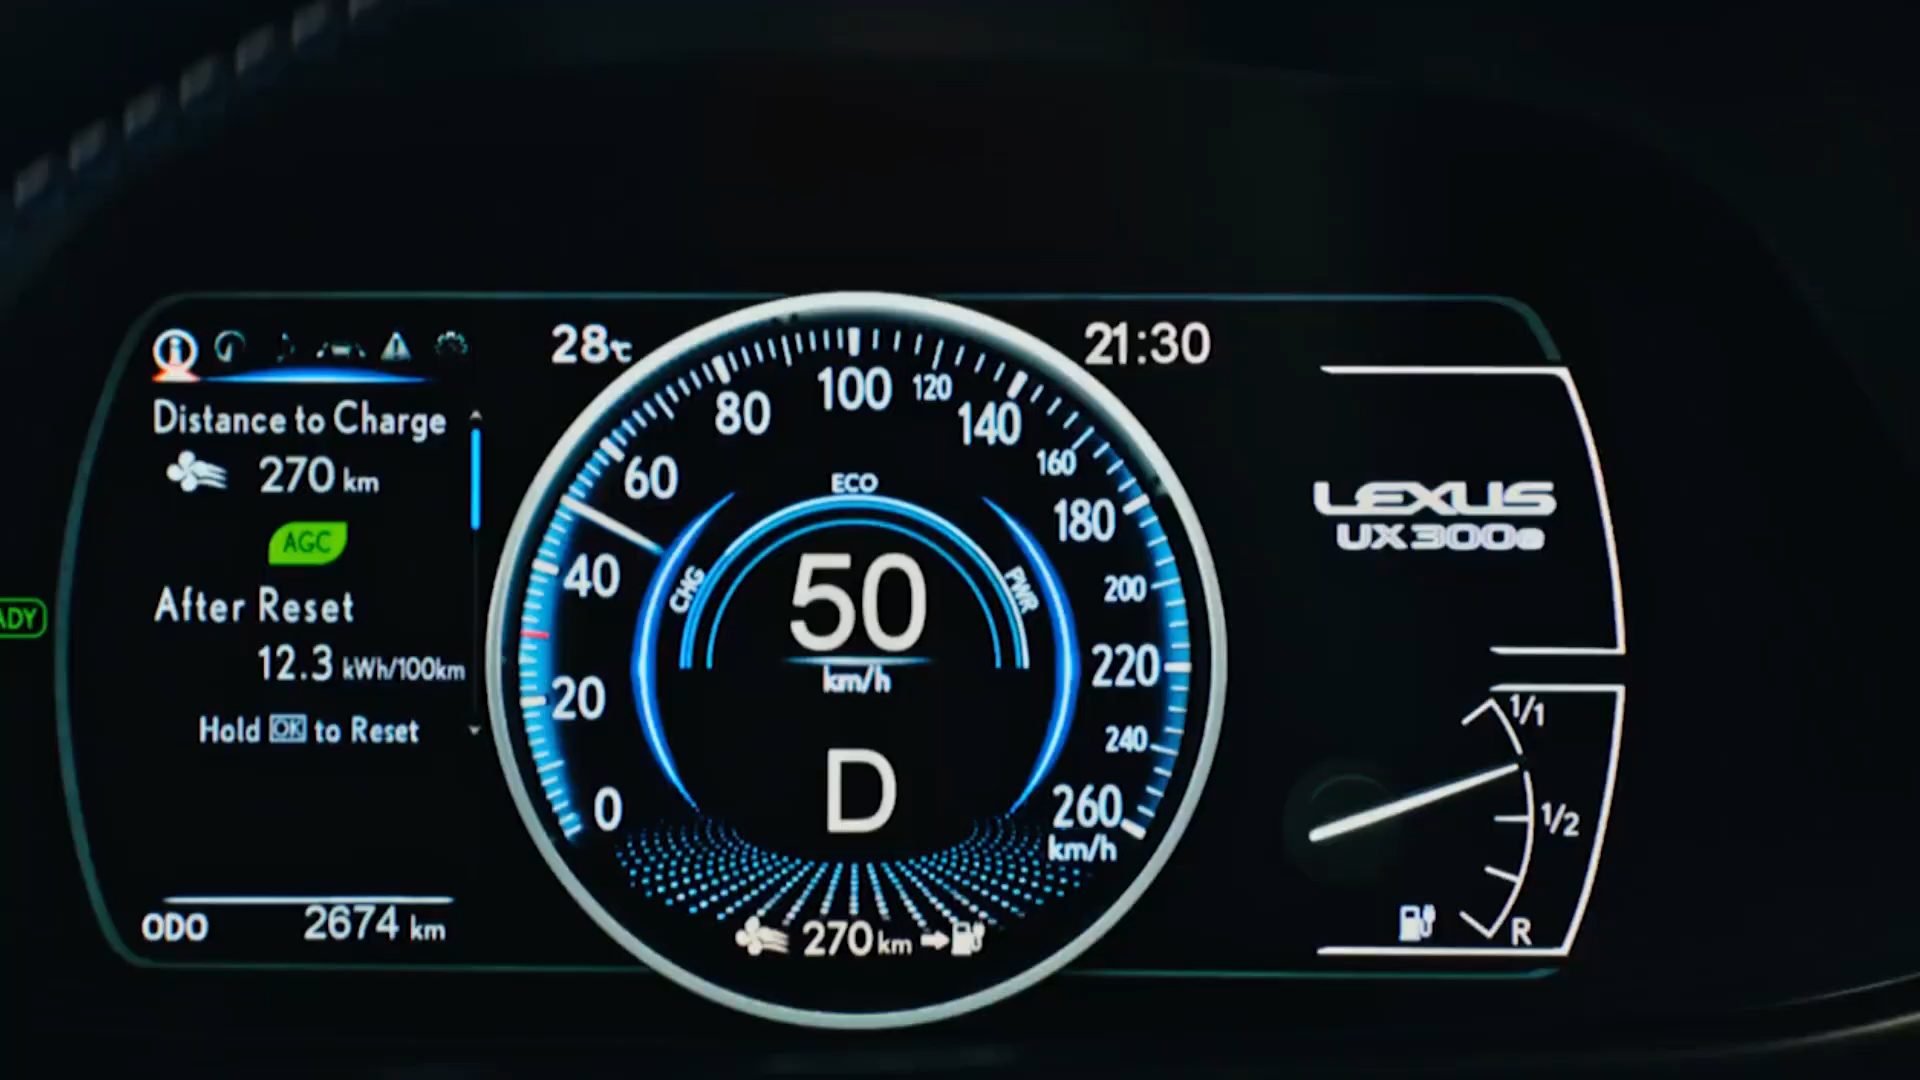 28℃
21:30
Distance to Charge
270 km
AGC
After Reset
12.3 kWh/100km
Hold OK to Reset
ODO 2674 km
ADY
0
20
40
60
80
100
120
140
160
180
200
220
240
260
km/h
ECO
CHG
PWR
50
km/h
D
270 km
LEXUS
UX300e
1/1
1/2
R